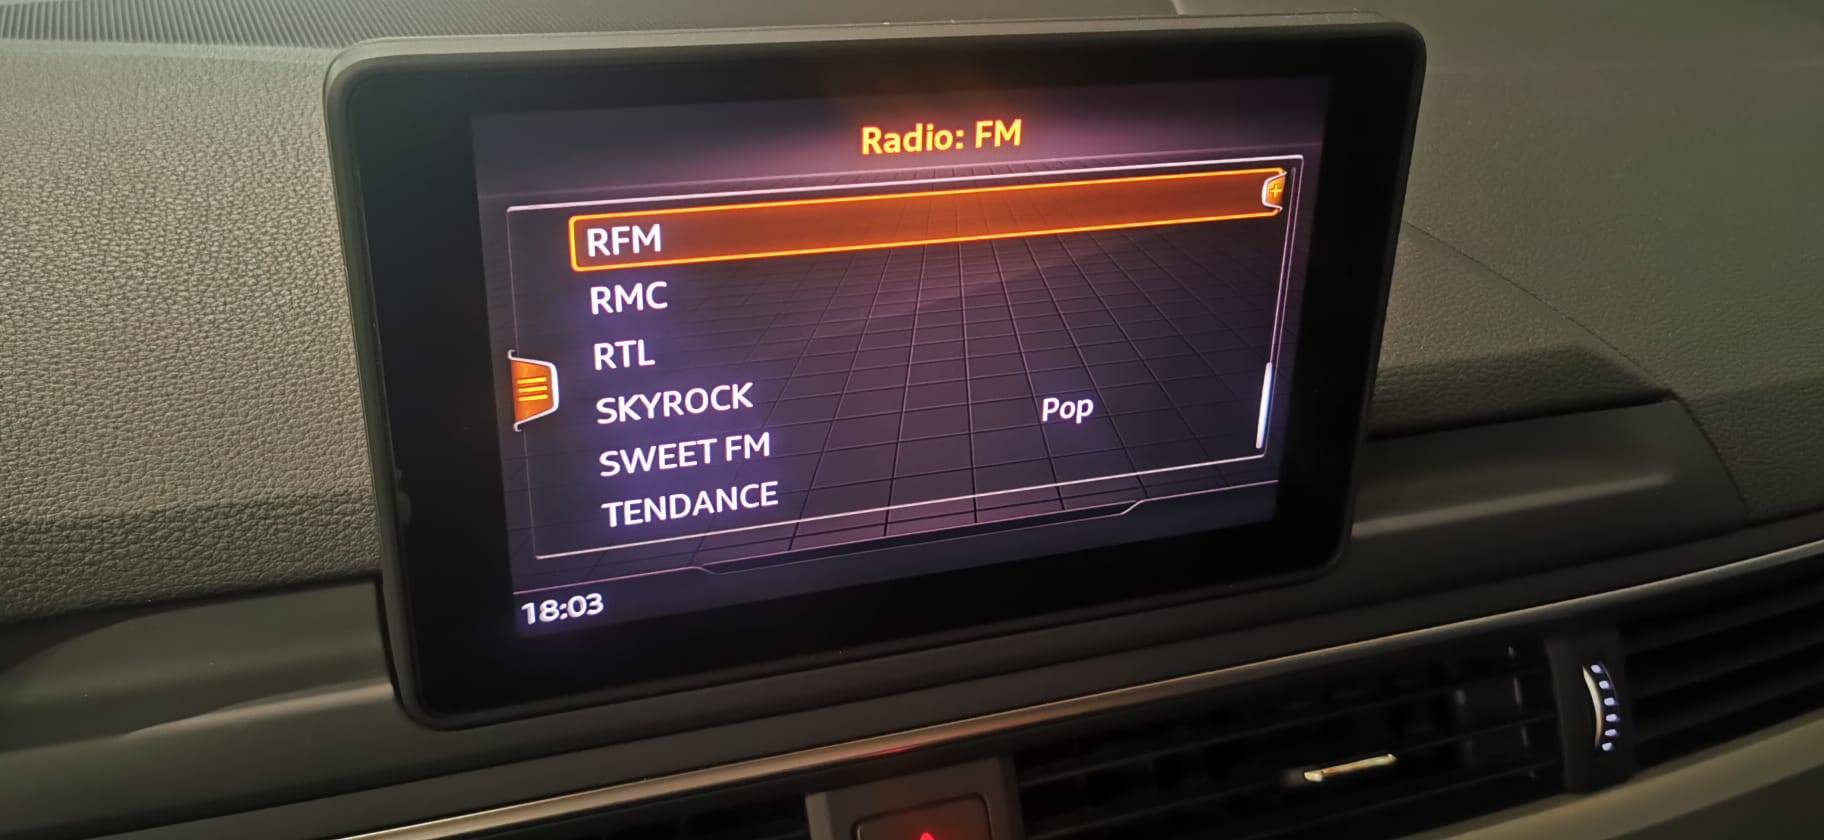 Radio: FM
RFM
RMC
RTL
SKYROCK
Pop
SWEET FM
TENDANCE
18:03